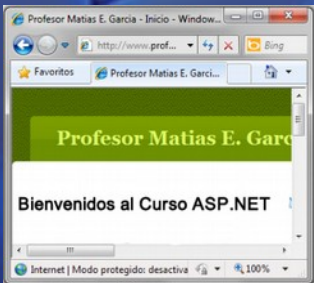 Profesor Matias E. Garcia - Inicio - Window...
http://www.prof...
Bing
Favoritos
Profesor Matias E. Garci...
Profesor Matias E. Garc
Bienvenidos al Curso ASP.NET
Internet | Modo protegido: desactiva
100%